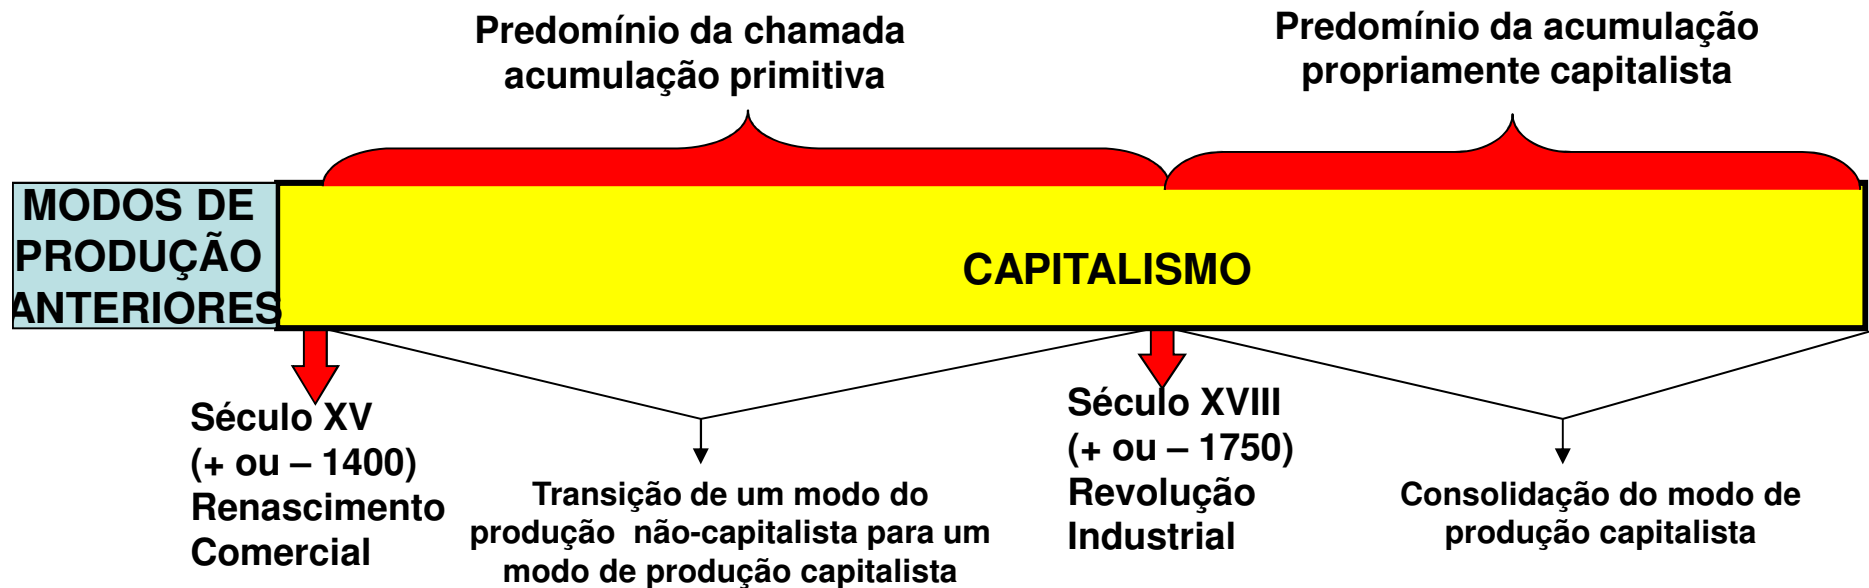 Predomínio da chamada
acumulação primitiva
Predomínio da acumulação
propriamente capitalista
MODOS DE
PRODUÇÃO
ANTERIORES
CAPITALISMO
Século XV
(+ ou – 1400)
Renascimento
Comercial
Transição de um modo do
produção não-capitalista para um
modo de produção capitalista
Século XVIII
(+ ou – 1750)
Revolução
Industrial
Consolidação do modo de
produção capitalista